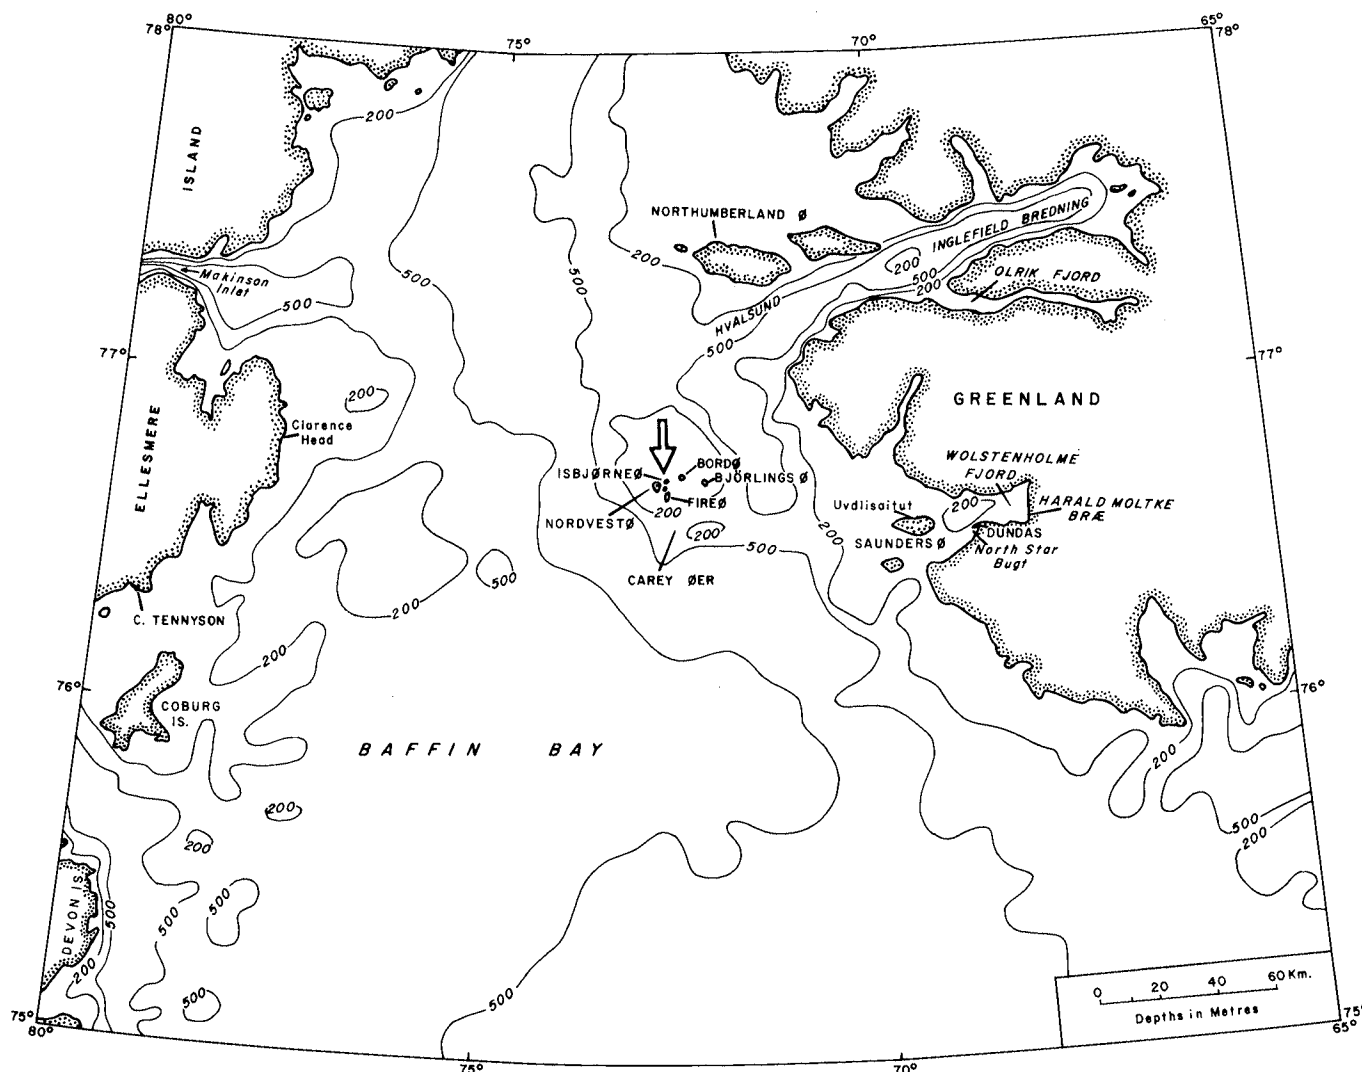 80°
78°
75°
70°
65°
78°
200
ISLAND
NORTHUMBERLAND Ø
INGLEFIELD BREDNING
200
200
500
200
OLRIK FJORD
Makinson
Inlet
500
500
500
HVALSUND
500
77°
77°
200
GREENLAND
Clarence
Head
ELLESMERE
WOLSTENHOLME
FJORD
BORDØ
ISBJØRNEØ
BJÖRLINGS Ø
FIREØ
200
NORDVESTØ
Uvdlisaitut
200
HARALD MOLTKE
BRÆ
SAUNDERS Ø
DUNDAS
North Star
Bugt
200
200
500
CAREY ØER
500
200
C. TENNYSON
200
76°
76°
COBURG
IS.
BAFFIN BAY
200
200
200
500
200
DEVON IS.
500
500
500
200
500
500
0 20 40 60 Km.
Depths in Metres
75°
80°
75°
70°
75°
65°